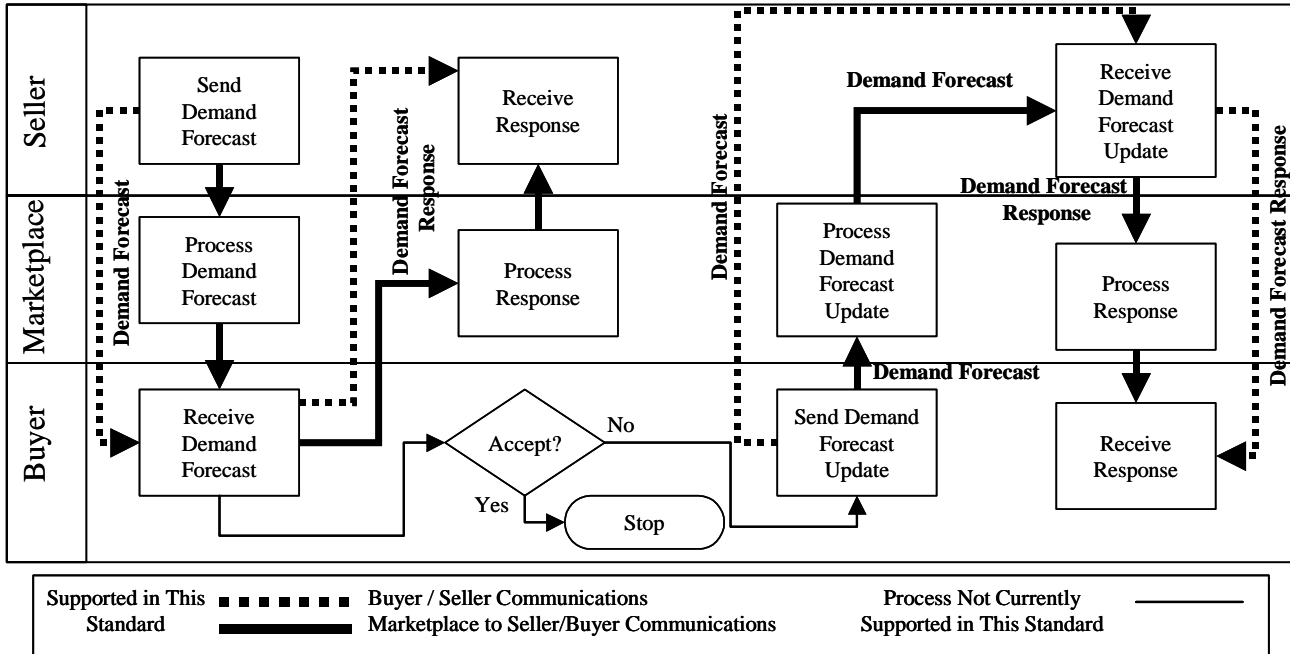 Seller
Send
Demand
Forecast
Demand Forecast
Demand Forecast
Response
Receive
Response
Demand Forecast
Demand Forecast
Receive
Demand
Forecast
Update
Demand Forecast
Response
Demand Forecast Response
Marketplace
Process
Demand
Forecast
Process
Response
Process
Demand
Forecast
Update
Process
Response
Buyer
Receive
Demand
Forecast
Accept?
No
Yes
Stop
Demand Forecast
Send Demand
Forecast
Update
Receive
Response
Supported in This
Standard
Buyer / Seller Communications
Marketplace to Seller/Buyer Communications
Process Not Currently
Supported in This Standard